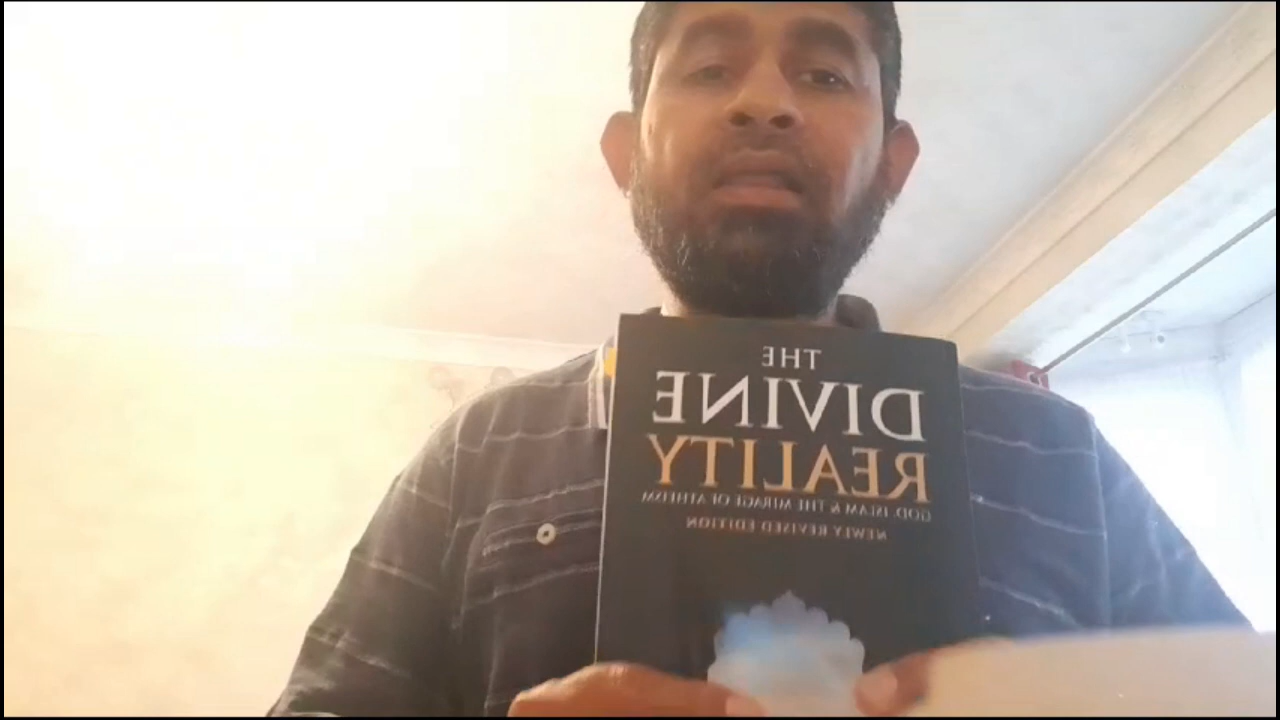 THE
DIVINE
REALITY
GOD, ISLAM & THE MIRAGE OF ATHEISM
NEWLY REVISED EDITION